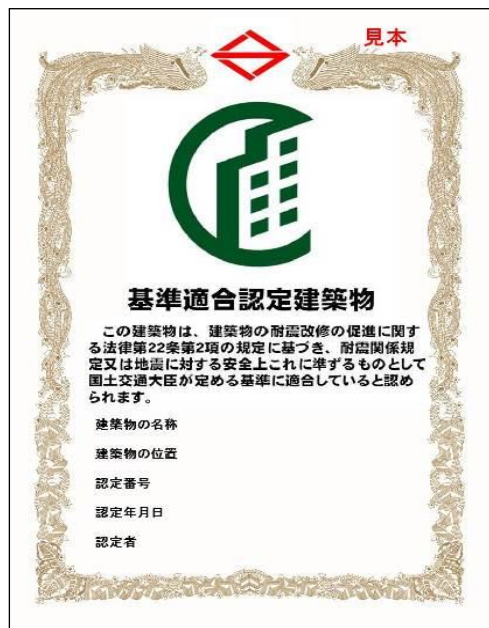 見本
基準適合認定建築物
この建築物は、建築物の耐震改修の促進に関す
る法律第22条第2項の規定に基づき、耐震関係規
定又は地震に対する安全上これに準ずるものとして
国土交通大臣が定める基準に適合していると認め
られます。
建築物の名称
建築物の位置
認定番号
認定年月日
認定者